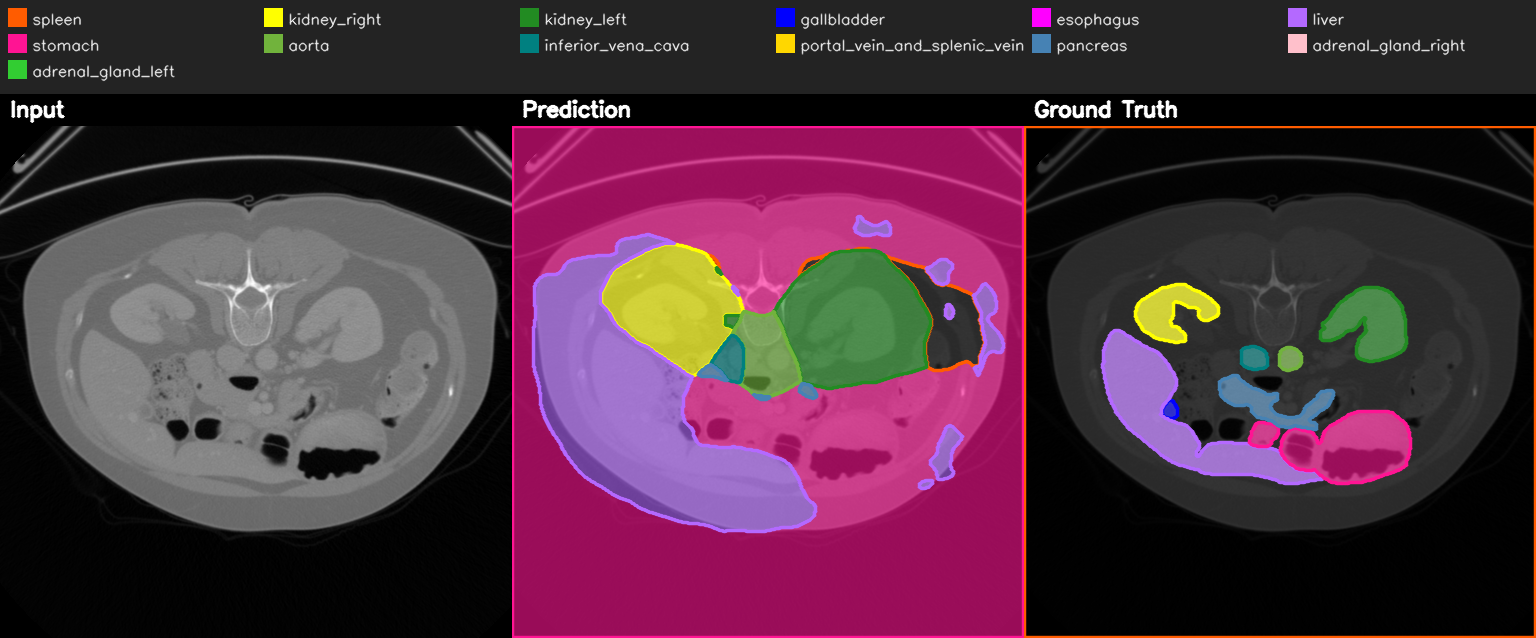 spleen kidney_right kidney_left gallbladder esophagus liver
stomach aorta inferior_vena_cava portal_vein_and_splenic_vein pancreas adrenal_gland_right
adrenal_gland_left
Input Prediction Ground Truth